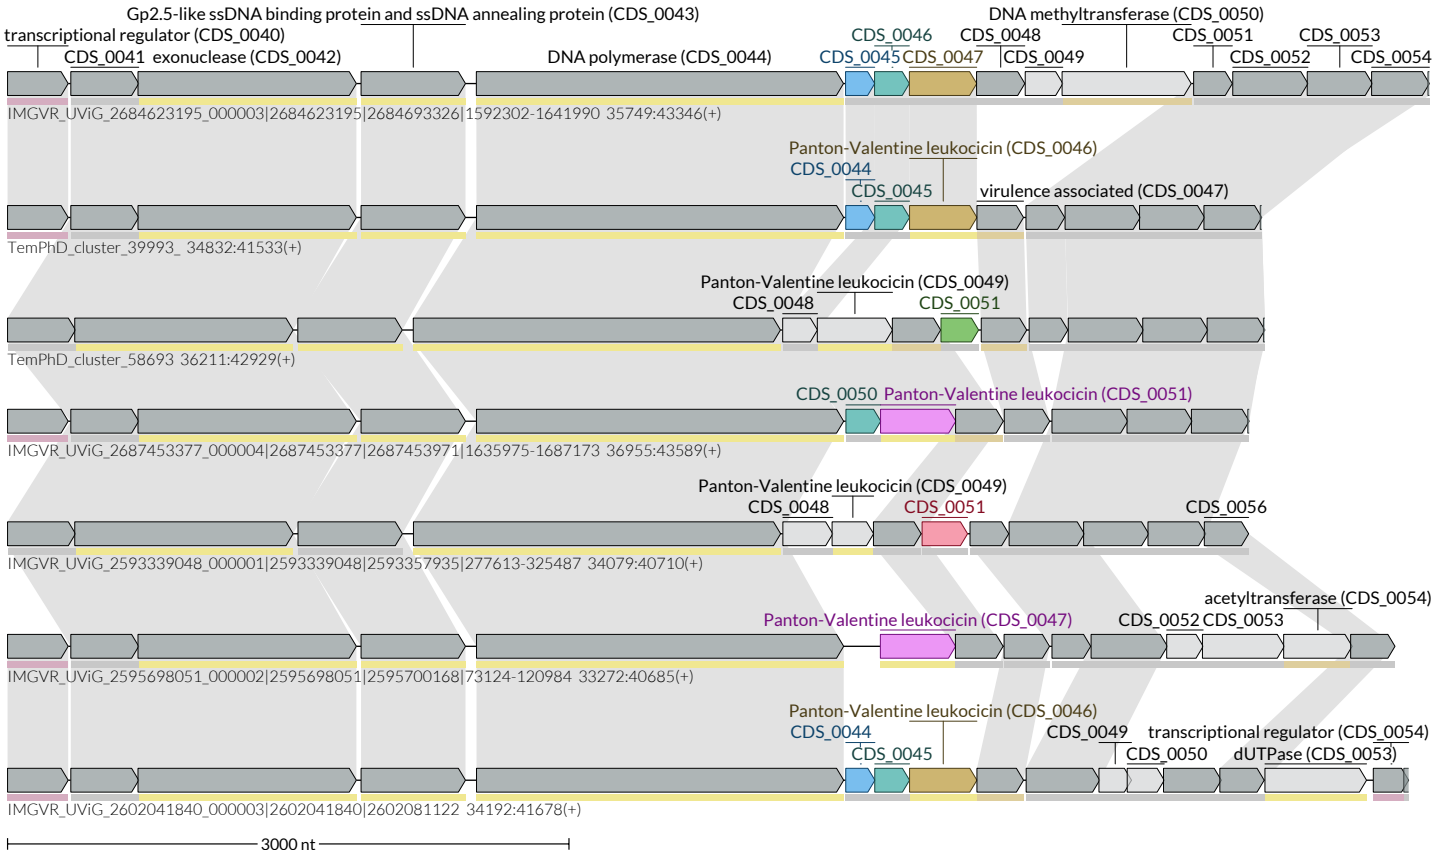 Gp2.5-like ssDNA binding protein and ssDNA annealing protein (CDS_0043) DNA methyltransferase (CDS_0050)
transcriptional regulator (CDS_0040) CDS_0046 CDS_0048 CDS_0051 CDS_0053
CDS_0041 exonuclease (CDS_0042) DNA polymerase (CDS_0044) CDS_0045 CDS_0047 CDS_0049 CDS_0052 CDS_0054
IMGVR_UViG_2684623195_000003|2684623195|2684693326|1592302-1641990 35749:43346(+)
Panton-Valentine leukocicin (CDS_0046)
CDS_0044
CDS_0045 virulence associated (CDS_0047)
TemPhD_cluster_39993_ 34832:41533(+)
Panton-Valentine leukocicin (CDS_0049)
CDS_0048 CDS_0051
TemPhD_cluster_58693 36211:42929(+)
CDS_0050 Panton-Valentine leukocicin (CDS_0051)
IMGVR_UViG_2687453377_000004|2687453377|2687453971|1635975-1687173 36955:43589(+)
Panton-Valentine leukocicin (CDS_0049)
CDS_0048 CDS_0051 CDS_0056
IMGVR_UViG_2593339048_000001|2593339048|2593357935|277613-325487 34079:40710(+)
acetyltransferase (CDS_0054)
Panton-Valentine leukocicin (CDS_0047) CDS_0052 CDS_0053
IMGVR_UViG_2595698051_000002|2595698051|2595700168|73124-120984 33272:40685(+)
Panton-Valentine leukocicin (CDS_0046)
CDS_0044 CDS_0049 transcriptional regulator (CDS_0054)
CDS_0045 CDS_0050 dUTPase (CDS_0053)
IMGVR_UViG_2602041840_000003|2602041840|2602081122 34192:41678(+)
3000 nt